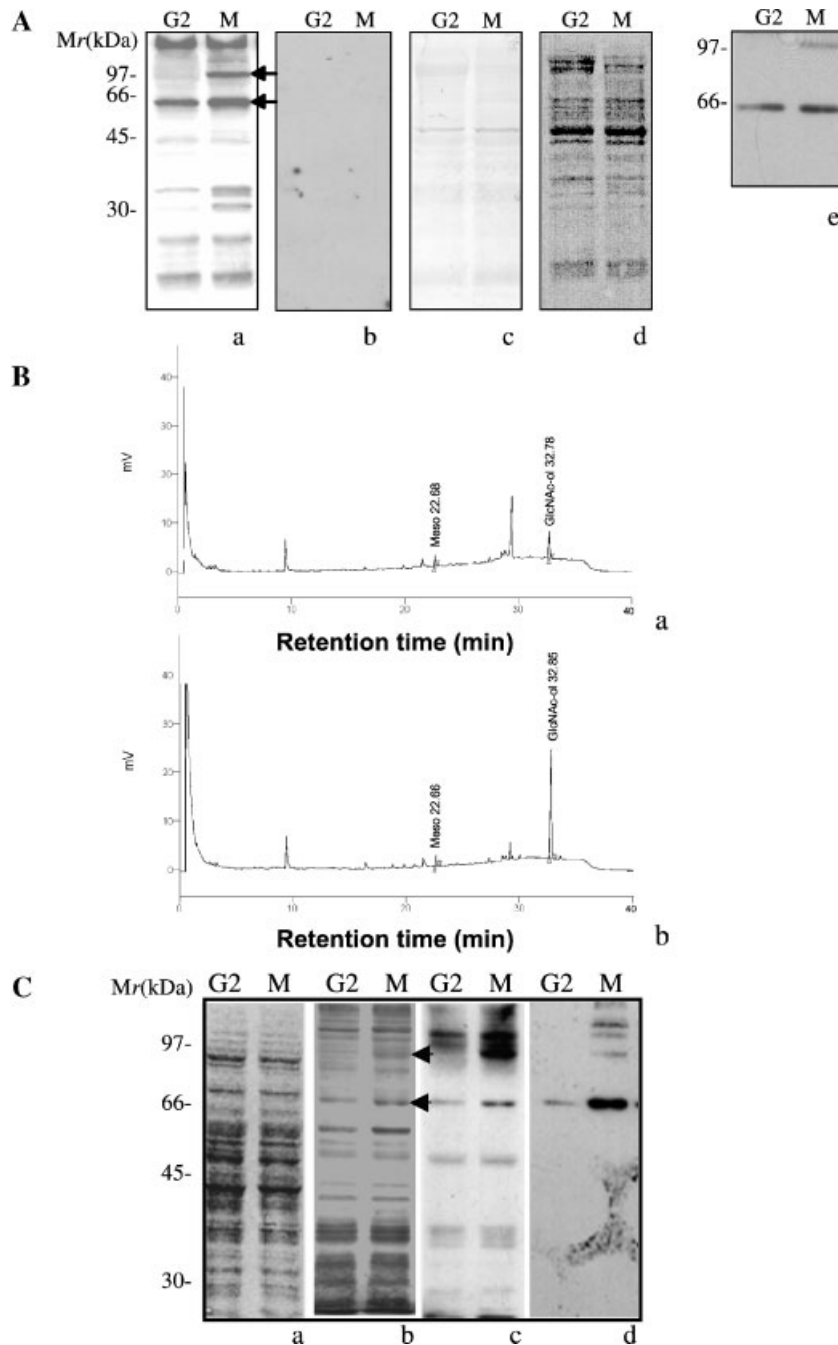 A
Mr(kDa)
G2 M G2 M G2 M G2 M G2 M
97-
66-
45-
30-
97-
66-
a b c d e
B
40
30
20
10
0
mV
Meso 22.68
GlcNAc-ol 32.78
0 10 20 30 40
Retention time (min)
a
40
30
20
10
0
mV
Meso 22.66
GlcNAc-ol 32.85
0 10 20 30 40
Retention time (min)
b
C
Mr(kDa)
G2 M G2 M G2 M G2 M
97-
66-
45-
30-
a b c d